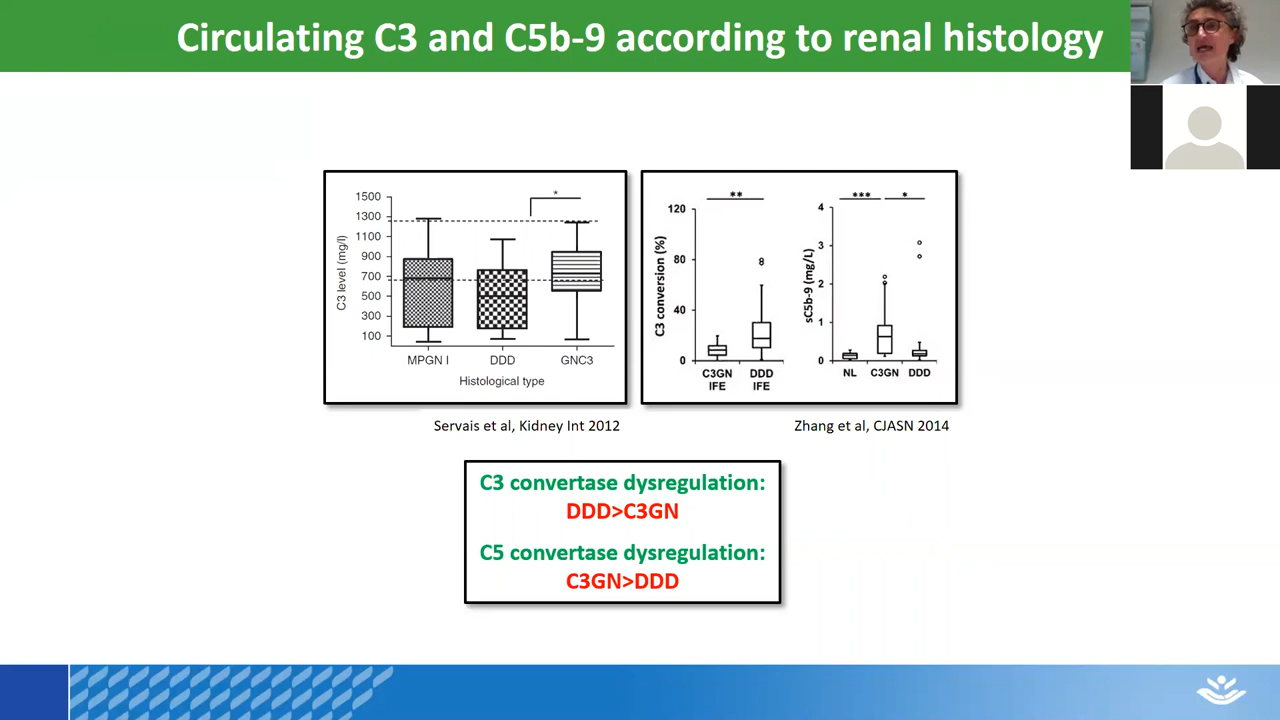 Circulating C3 and C5b-9 according to renal histology
*
1500
1300
1100
900
700
500
300
100
C3 level (mg/l)
MPGN I
DDD
GNC3
Histological type
**
120
80
40
0
C3 conversion (%)
C3GN
IFE
DDD
IFE
***
*
4
3
2
1
0
sC5b-9 (mg/L)
NL
C3GN
DDD
Servais et al, Kidney Int 2012
Zhang et al, CJASN 2014
C3 convertase dysregulation:
DDD>C3GN
C5 convertase dysregulation:
C3GN>DDD